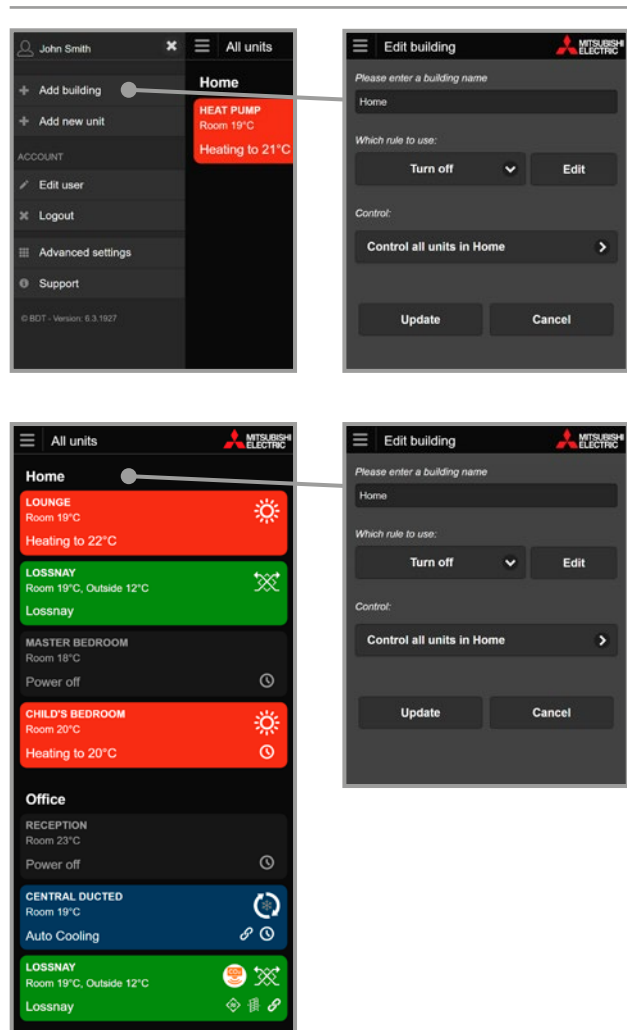 John Smith
Add building
Add new unit
ACCOUNT
Edit user
Logout
Advanced settings
Support
© BDT - Version: 6.3.1927
All units
Home
HEAT PUMP
Room 19°C
Heating to 21°C
Edit building
MITSUBISHI
ELECTRIC
Please enter a building name
Home
Which rule to use:
Turn off
Edit
Control:
Control all units in Home
Update
Cancel
All units
MITSUBISHI
ELECTRIC
Home
LOUNGE
Room 19°C
Heating to 22°C
LOSSNAY
Room 19°C, Outside 12°C
Lossnay
MASTER BEDROOM
Room 18°C
Power off
CHILD'S BEDROOM
Room 20°C
Heating to 20°C
Office
RECEPTION
Room 23°C
Power off
CENTRAL DUCTED
Room 19°C
Auto Cooling
LOSSNAY
Room 19°C, Outside 12°C
Lossnay
Edit building
MITSUBISHI
ELECTRIC
Please enter a building name
Home
Which rule to use:
Turn off
Edit
Control:
Control all units in Home
Update
Cancel